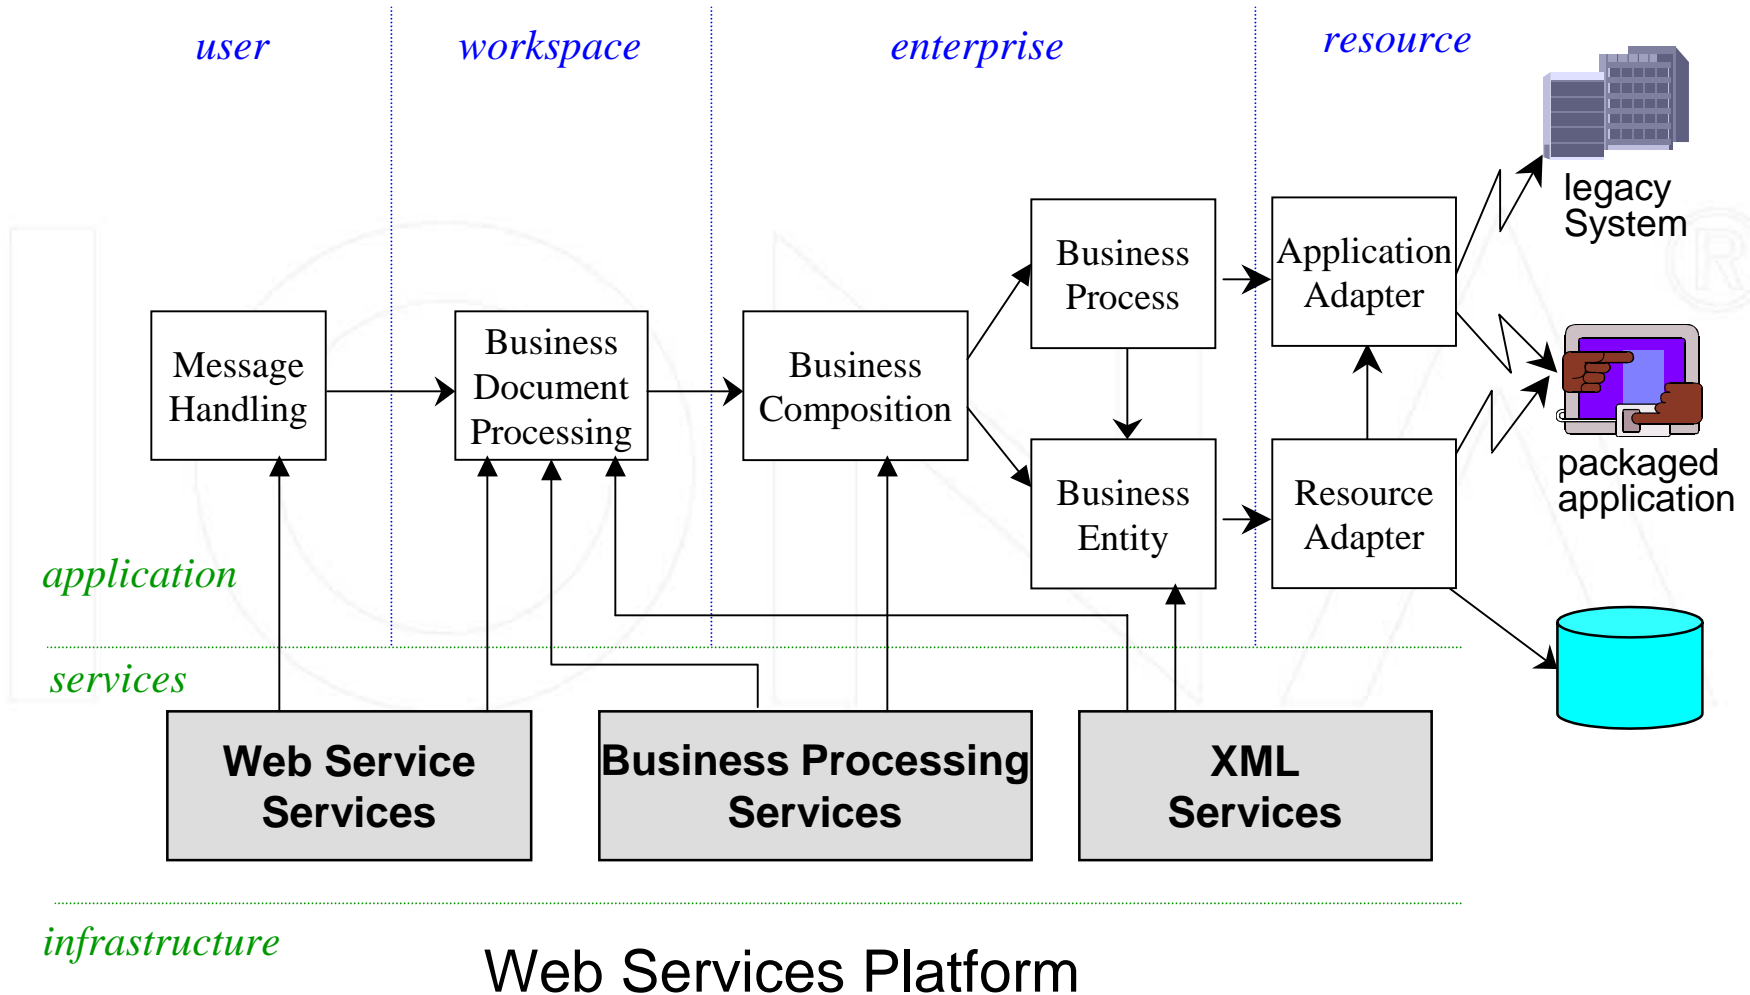 user
workspace
enterprise
resource
legacy
System
Business
Process
Application
Adapter
Message
Handling
Business
Document
Processing
Business
Composition
packaged
application
Business
Entity
Resource
Adapter
application
services
Web Service
Services
Business Processing
Services
XML
Services
infrastructure
Web Services Platform
IONA®